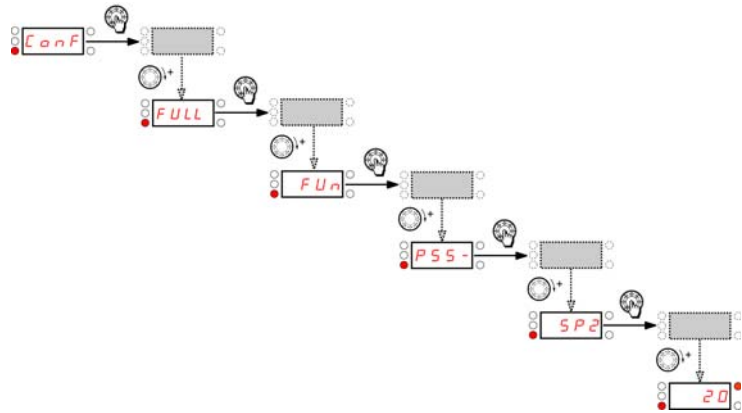 ConF
+
FULL
+
FUn
+
PSS-
+
SP2
+
20